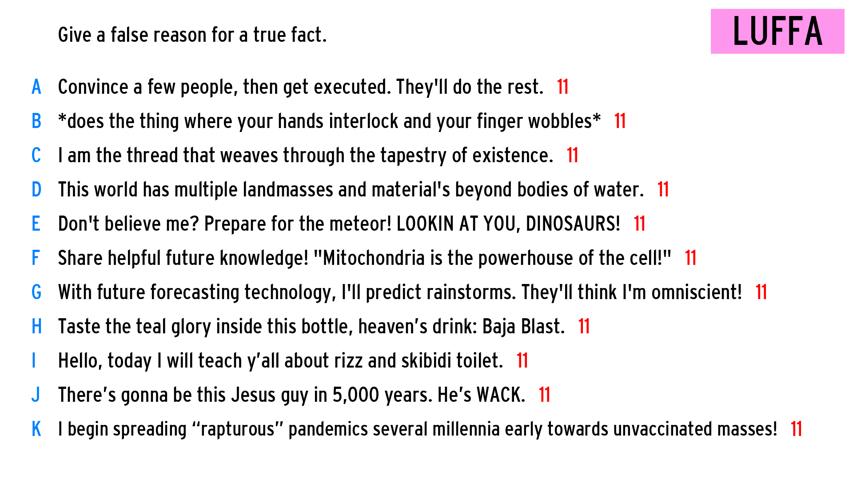 Give a false reason for a true fact.
LUFFA
A Convince a few people, then get executed. They'll do the rest. 11
B *does the thing where your hands interlock and your finger wobbles* 11
C I am the thread that weaves through the tapestry of existence. 11
D This world has multiple landmasses and material's beyond bodies of water. 11
E Don't believe me? Prepare for the meteor! LOOKIN AT YOU, DINOSAURS! 11
F Share helpful future knowledge! "Mitochondria is the powerhouse of the cell!" 11
G With future forecasting technology, I'll predict rainstorms. They'll think I'm omniscient! 11
H Taste the teal glory inside this bottle, heaven’s drink: Baja Blast. 11
I Hello, today I will teach y’all about rizz and skibidi toilet. 11
J There’s gonna be this Jesus guy in 5,000 years. He’s WACK. 11
K I begin spreading “rapturous” pandemics several millennia early towards unvaccinated masses! 11